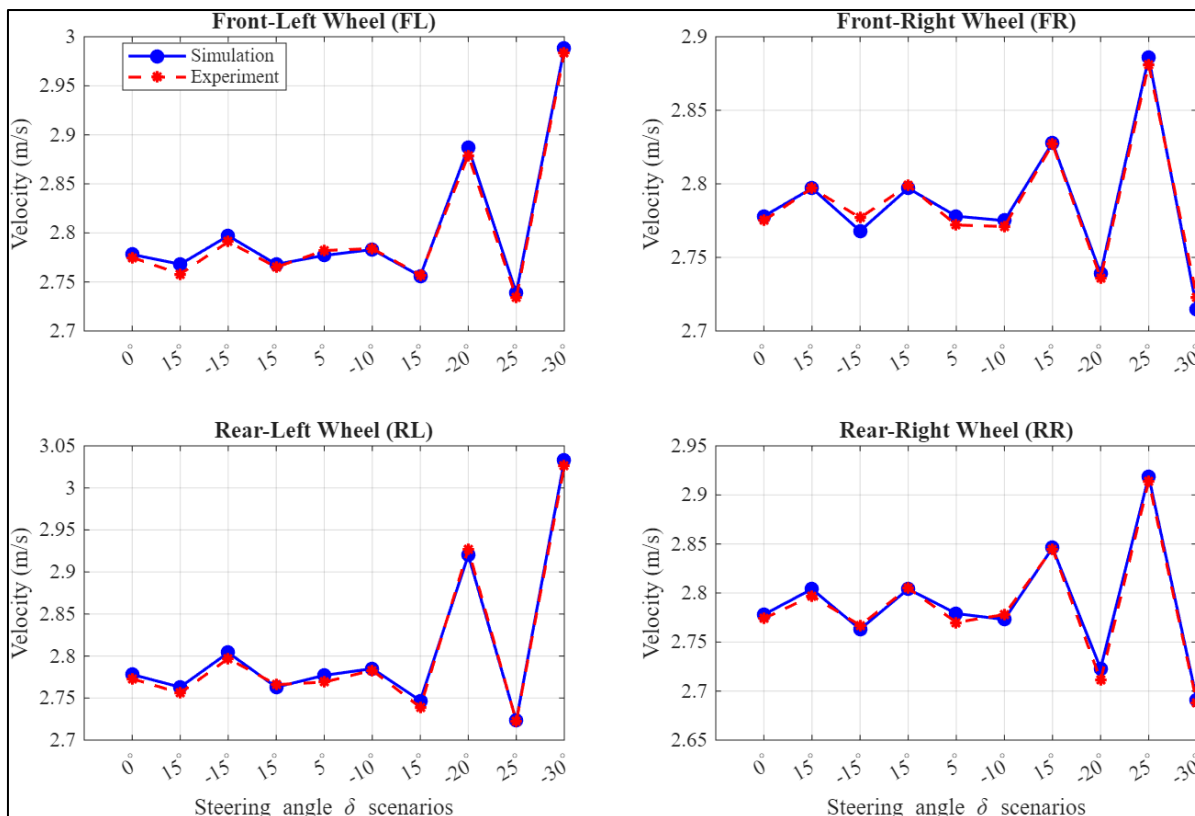 Front-Left Wheel (FL)
3
2.95
2.9
2.85
2.8
2.75
2.7
Velocity (m/s)
Simulation
Experiment
0° 15° -15° 15° 5° -10° 15° -20° 25° -30°
Front-Right Wheel (FR)
2.9
2.85
2.8
2.75
2.7
Velocity (m/s)
0° 15° -15° 15° 5° -10° 15° -20° 25° -30°
Rear-Left Wheel (RL)
3.05
3
2.95
2.9
2.85
2.8
2.75
2.7
Velocity (m/s)
0° 15° -15° 15° 5° -10° 15° -20° 25° -30°
Steering angle δ scenarios
Rear-Right Wheel (RR)
2.95
2.9
2.85
2.8
2.75
2.7
2.65
Velocity (m/s)
0° 15° -15° 15° 5° -10° 15° -20° 25° -30°
Steering angle δ scenarios